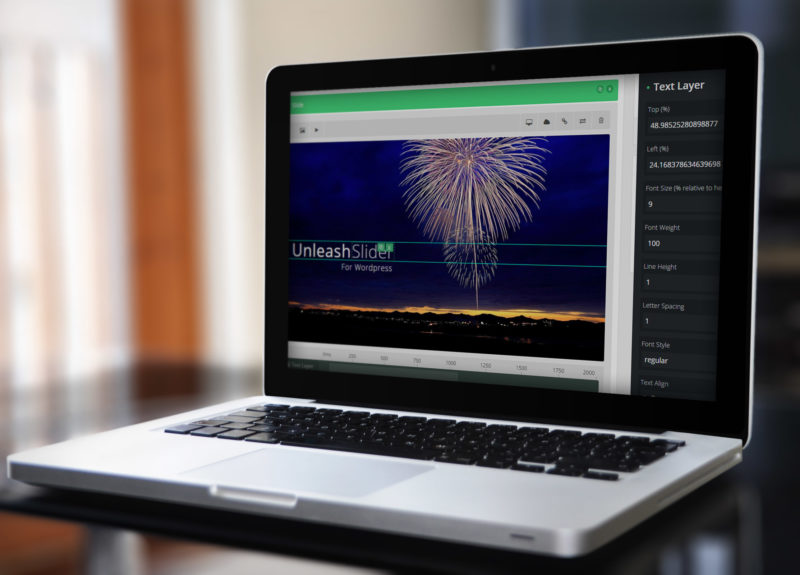 Slide
UnleashSlider
For Wordpress
0ms 250 500 750 1000 1250 1500 1750 2000
Text Layer
Text Layer
Top (%)
48.98525280898877
Left (%)
24.168378634639698
Font Size (% relative to he
9
Font Weight
100
Line Height
1
Letter Spacing
1
Font Style
regular
Text Align